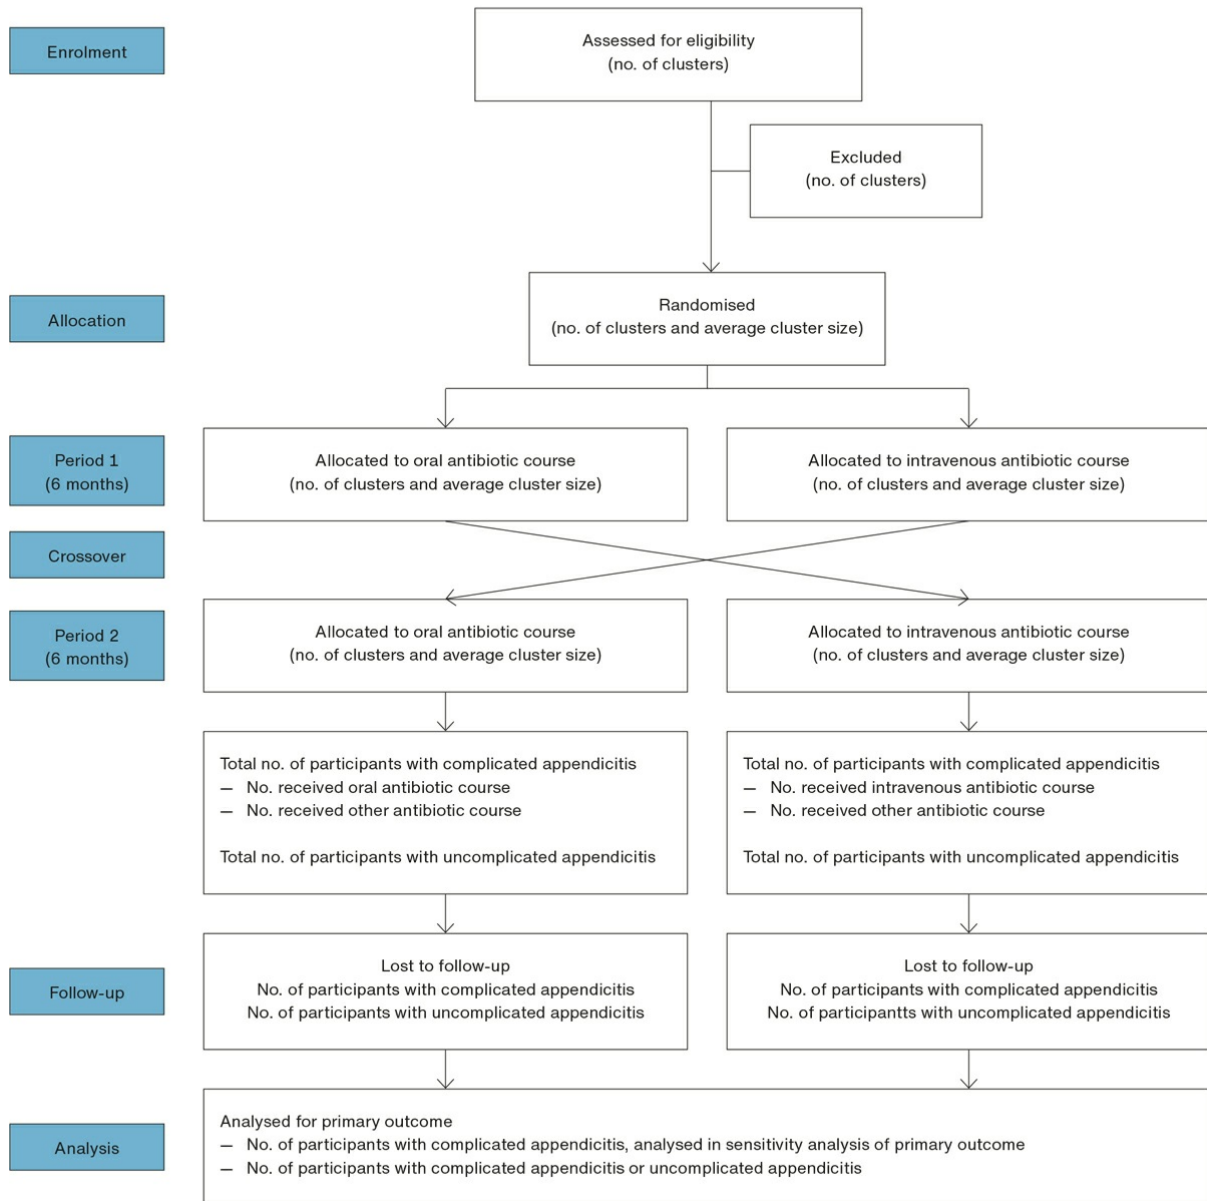 Enrolment
Assessed for eligibility
(no. of clusters)
Excluded
(no. of clusters)
Allocation
Randomised
(no. of clusters and average cluster size)
Period 1
(6 months)
Allocated to oral antibiotic course
(no. of clusters and average cluster size)
Allocated to intravenous antibiotic course
(no. of clusters and average cluster size)
Crossover
Period 2
(6 months)
Allocated to oral antibiotic course
(no. of clusters and average cluster size)
Allocated to intravenous antibiotic course
(no. of clusters and average cluster size)
Total no. of participants with complicated appendicitis
— No. received oral antibiotic course
— No. received other antibiotic course
Total no. of participants with uncomplicated appendicitis
Total no. of participants with complicated appendicitis
— No. received intravenous antibiotic course
— No. received other antibiotic course
Total no. of participants with uncomplicated appendicitis
Follow-up
Lost to follow-up
No. of participants with complicated appendicitis
No. of participants with uncomplicated appendicitis
Lost to follow-up
No. of participants with complicated appendicitis
No. of participantts with uncomplicated appendicitis
Analysis
Analysed for primary outcome
— No. of participants with complicated appendicitis, analysed in sensitivity analysis of primary outcome
— No. of participants with complicated appendicitis or uncomplicated appendicitis